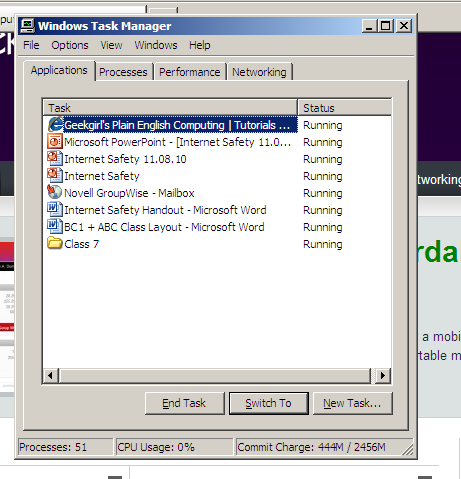 Windows Task Manager
File Options View Windows Help
Applications Processes Performance Networking
Task Status
Geekgirl's Plain English Computing | Tutorials ... Running
Microsoft PowerPoint - [Internet Safety 11.0... Running
Internet Safety 11.08.10 Running
Internet Safety Running
Novell GroupWise - Mailbox Running
Internet Safety Handout - Microsoft Word Running
BC1 + ABC Class Layout - Microsoft Word Running
Class 7 Running
End Task Switch To New Task...
Processes: 51 CPU Usage: 0% Commit Charge: 444M / 2456M
tworking
rda
a mobi
table m